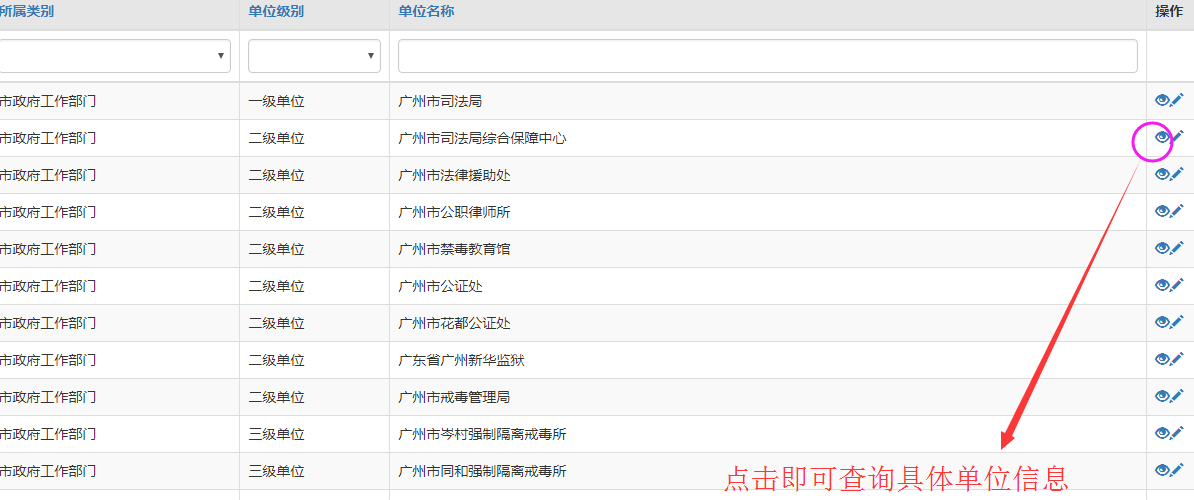 所属类别 单位级别 单位名称 操作
市政府工作部门 一级单位 广州市司法局
市政府工作部门 二级单位 广州市司法局综合保障中心
市政府工作部门 二级单位 广州市法律援助处
市政府工作部门 二级单位 广州市公职律师所
市政府工作部门 二级单位 广州市禁毒教育馆
市政府工作部门 二级单位 广州市公证处
市政府工作部门 二级单位 广州市花都公证处
市政府工作部门 二级单位 广东省广州新华监狱
市政府工作部门 二级单位 广州市戒毒管理局
市政府工作部门 三级单位 广州市岑村强制隔离戒毒所
市政府工作部门 三级单位 广州市同和强制隔离戒毒所
点击即可查询具体单位信息